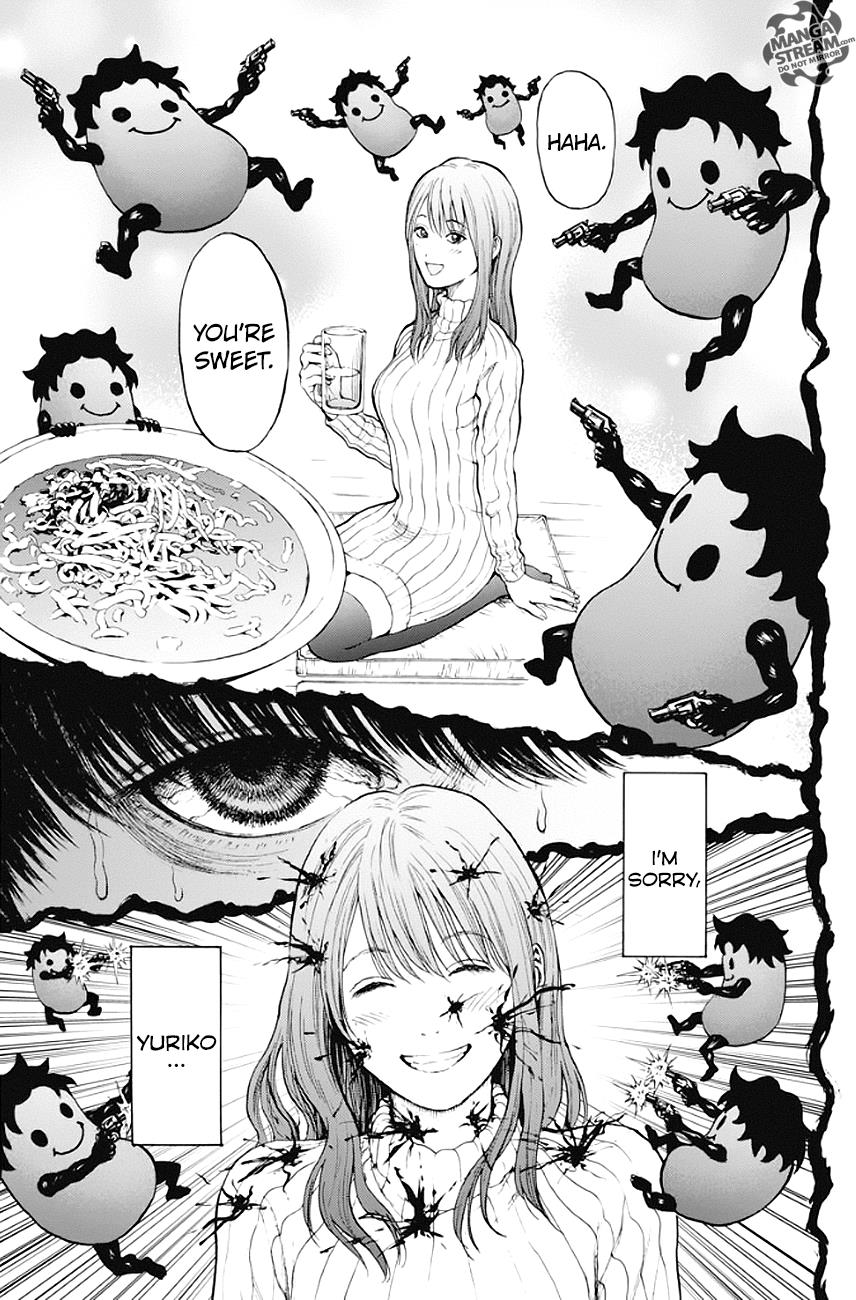 MANGA
STREAM.com
DO NOT MIRROR
HAHA.
YOU'RE
SWEET.
I'M
SORRY,
YURIKO
...